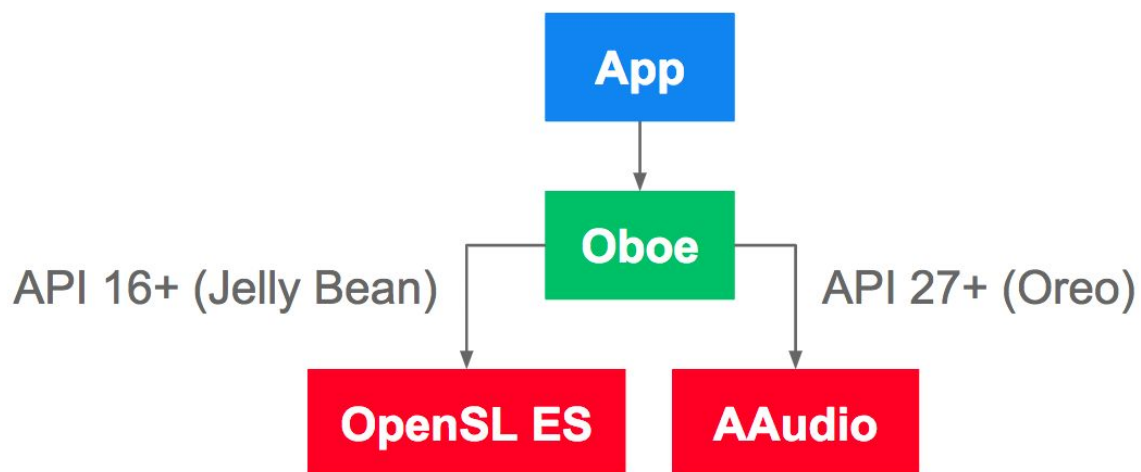 App
Oboe
API 16+ (Jelly Bean)
API 27+ (Oreo)
OpenSL ES
AAudio